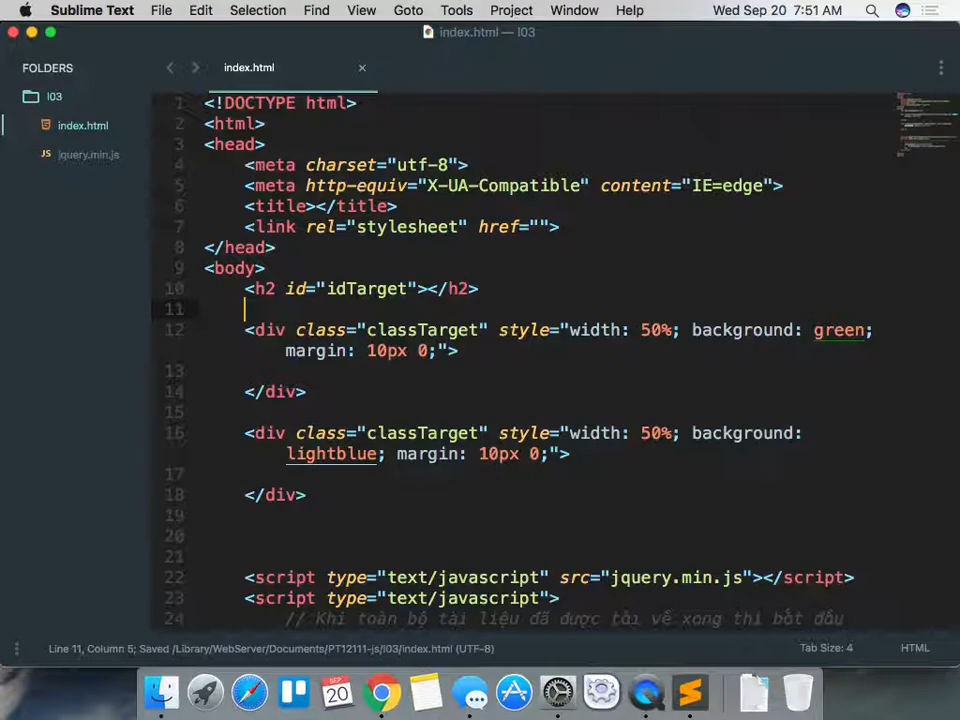 Sublime Text File Edit Selection Find Goto Tools Project Window Help Wed Sep 20 7:51 AM
index.html — l03
FOLDERS
l03
index.html
JS jquery.min.js
index.html ×
1 <!DOCTYPE html>
2 <html>
3 <head>
4 <meta charset="utf-8">
5 <meta http-equiv="X-UA-Compatible" content="IE=edge">
6 <title></title>
7 <link rel="stylesheet" href="">
8 </head>
9 <body>
10 <h2 id="idTarget"></h2>
11
12 <div class="classTarget" style="width: 50%; background: green;
margin: 10px 0;">
13
14 </div>
15
16 <div class="classTarget" style="width: 50%; background:
lightblue; margin: 10px 0;">
17
18 </div>
19
20
21
22 <script type="text/javascript" src="jquery.min.js"></script>
23 <script type="text/javascript">
24 // Khi toàn bộ tài liệu đã được tải về xong thì bắt đầu
Line 11, Column 5; Saved /Library/WebServer/Documents/PT12111-js/l03/index.html (UTF-8) Tab Size: 4 HTML
SEP
20